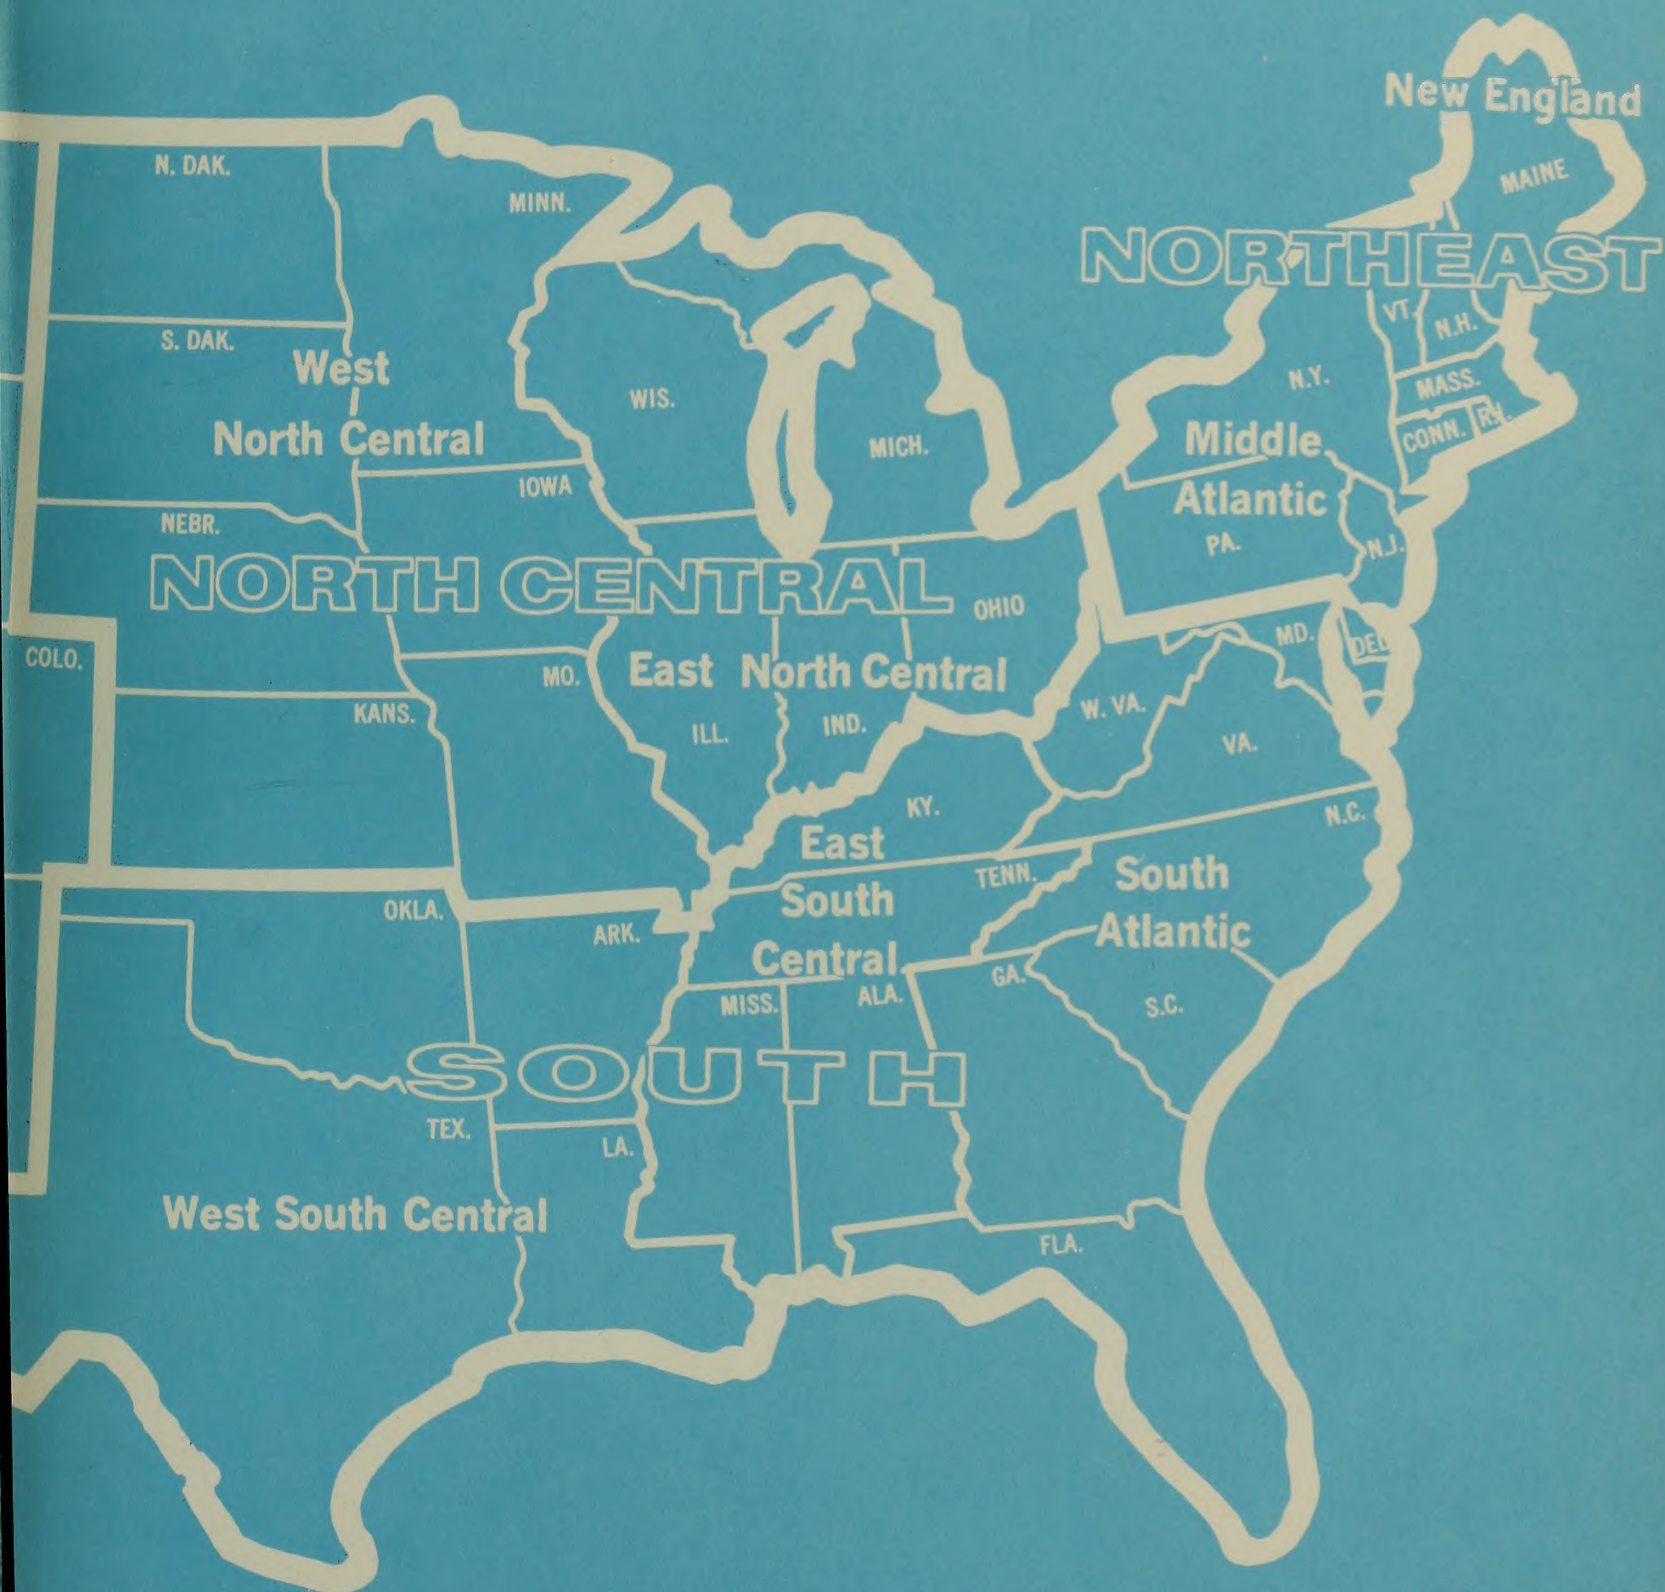 New England
MAINE
N. DAK.
MINN.
NORTHEAST
VT.
N.H.
S. DAK.
West
North Central
WIS.
N.Y.
MASS.
CONN.
R.I.
MICH.
Middle
Atlantic
IOWA
NEBR.
PA.
N.J.
NORTH CENTRAL
OHIO
MD.
DEL.
COLO.
MO.
East North Central
KANS.
ILL.
IND.
W. VA.
VA.
KY.
N.C.
East
South
Central
TENN.
South
Atlantic
OKLA.
ARK.
MISS.
ALA.
GA.
S.C.
SOUTH
TEX.
LA.
West South Central
FLA.